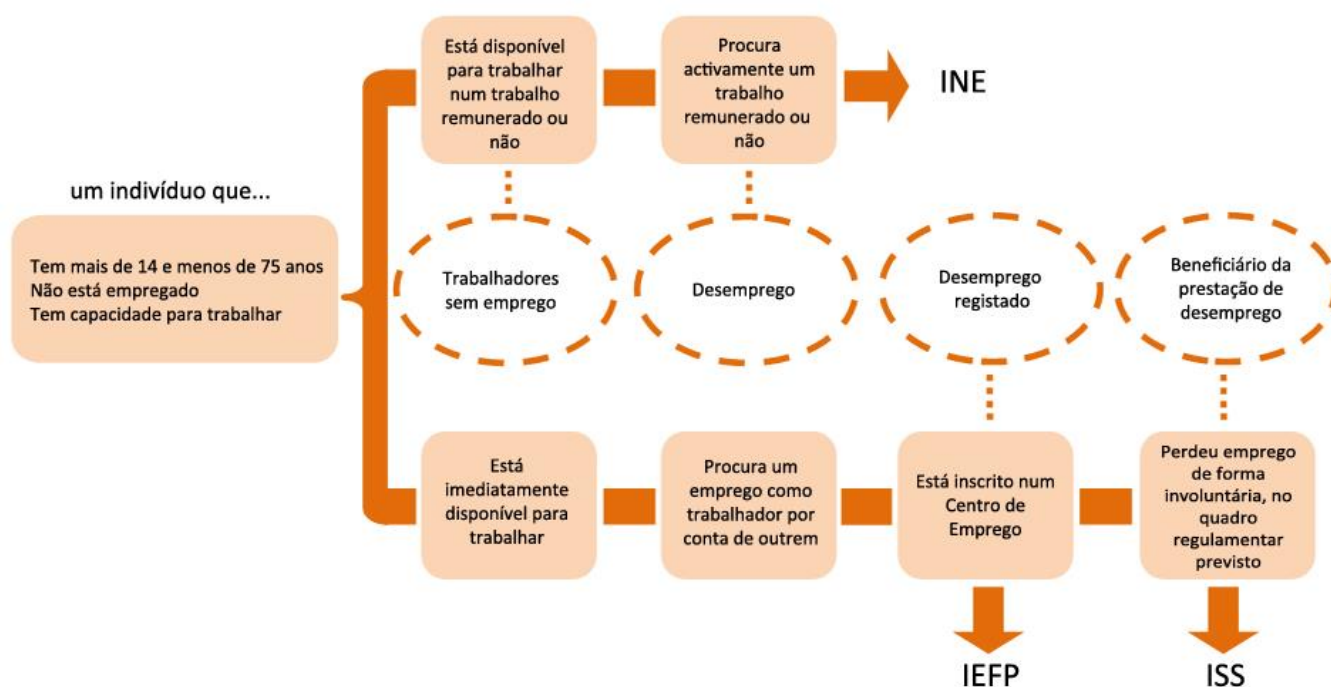 Está disponível
para trabalhar
num trabalho
remunerado ou
não
Procura
activamente um
trabalho
remunerado ou
não
INE
um indivíduo que...
Tem mais de 14 e menos de 75 anos
Não está empregado
Tem capacidade para trabalhar
Trabalhadores
sem emprego
Desemprego
Desemprego
registado
Beneficiário da
prestação de
desemprego
Está
imediatamente
disponível para
trabalhar
Procura um
emprego como
trabalhador por
conta de outrem
Está inscrito num
Centro de
Emprego
Perdeu emprego
de forma
involuntária, no
quadro
regulamentar
previsto
IEFP
ISS